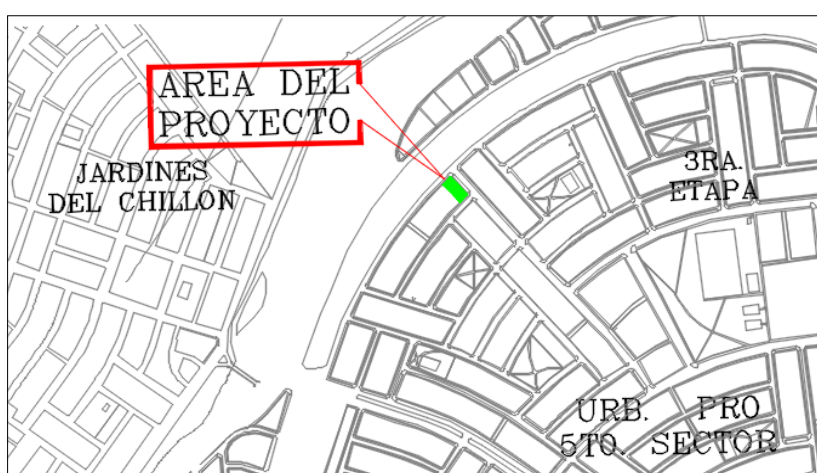 AREA DEL
PROYECTO
JARDINES
DEL CHILLON
3RA.
ETAPA
URB. PRO
5TO. SECTOR